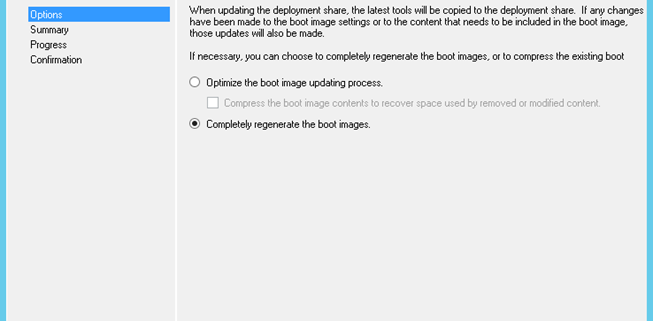 Options
Summary
Progress
Confirmation
When updating the deployment share, the latest tools will be copied to the deployment share. If any changes
have been made to the boot image settings or to the content that needs to be included in the boot image,
those updates will also be made.
If necessary, you can choose to completely regenerate the boot images, or to compress the existing boot
Optimize the boot image updating process.
Compress the boot image contents to recover space used by removed or modified content.
Completely regenerate the boot images.